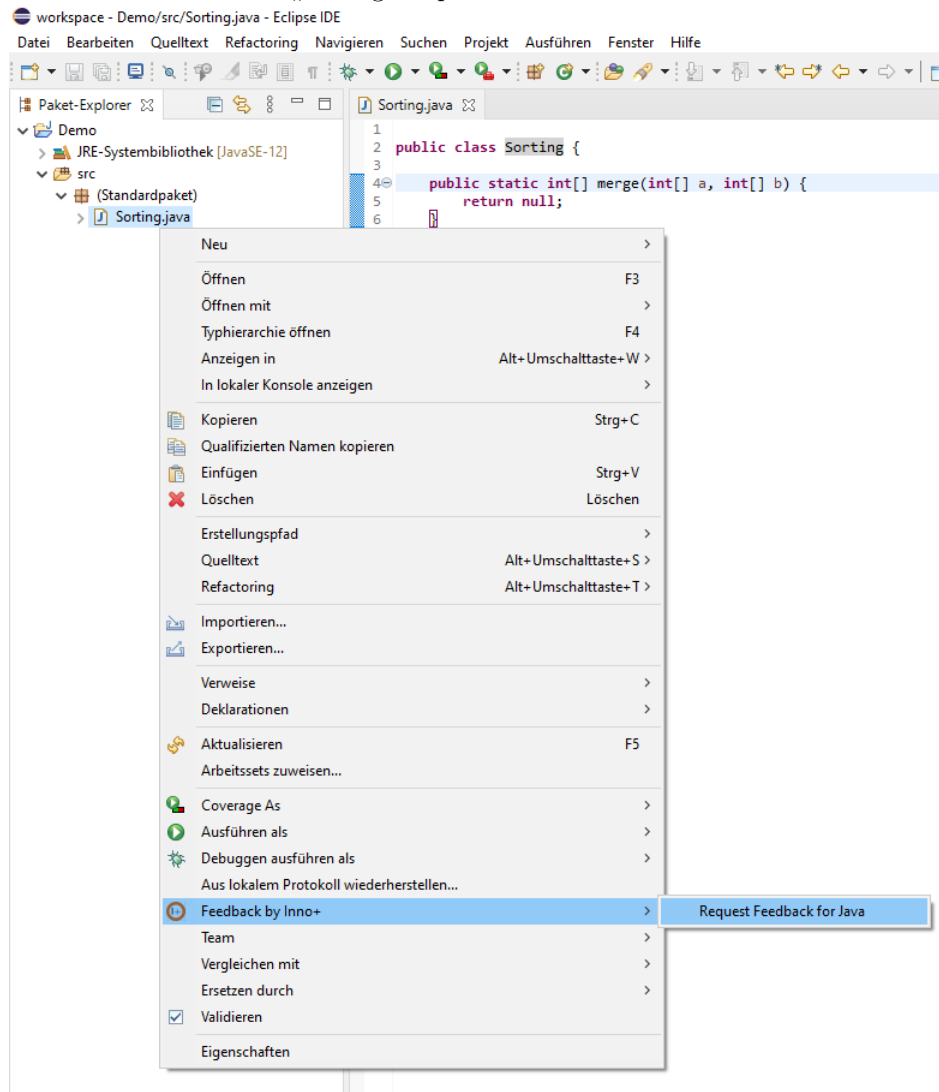 workspace - Demo/src/Sorting.java - Eclipse IDE
Datei Bearbeiten Quelltext Refactoring Navigieren Suchen Projekt Ausführen Fenster Hilfe
Paket-Explorer
Sorting.java
Demo
JRE-Systembibliothek [JavaSE-12]
src
(Standardpaket)
Sorting.java
1
2 public class Sorting {
3
4 public static int[] merge(int[] a, int[] b) {
5 return null;
6 }
Neu
Öffnen F3
Öffnen mit
Typhierarchie öffnen F4
Anzeigen in Alt+Umschalttaste+W
In lokaler Konsole anzeigen
Kopieren Strg+C
Qualifizierten Namen kopieren
Einfügen Strg+V
Löschen Löschen
Erstellungspfad
Quelltext Alt+Umschalttaste+S
Refactoring Alt+Umschalttaste+T
Importieren...
Exportieren...
Verweise
Deklarationen
Aktualisieren F5
Arbeitssets zuweisen...
Coverage As
Ausführen als
Debuggen ausführen als
Aus lokalem Protokoll wiederherstellen...
Feedback by Inno+
Request Feedback for Java
Team
Vergleichen mit
Ersetzen durch
Validieren
Eigenschaften